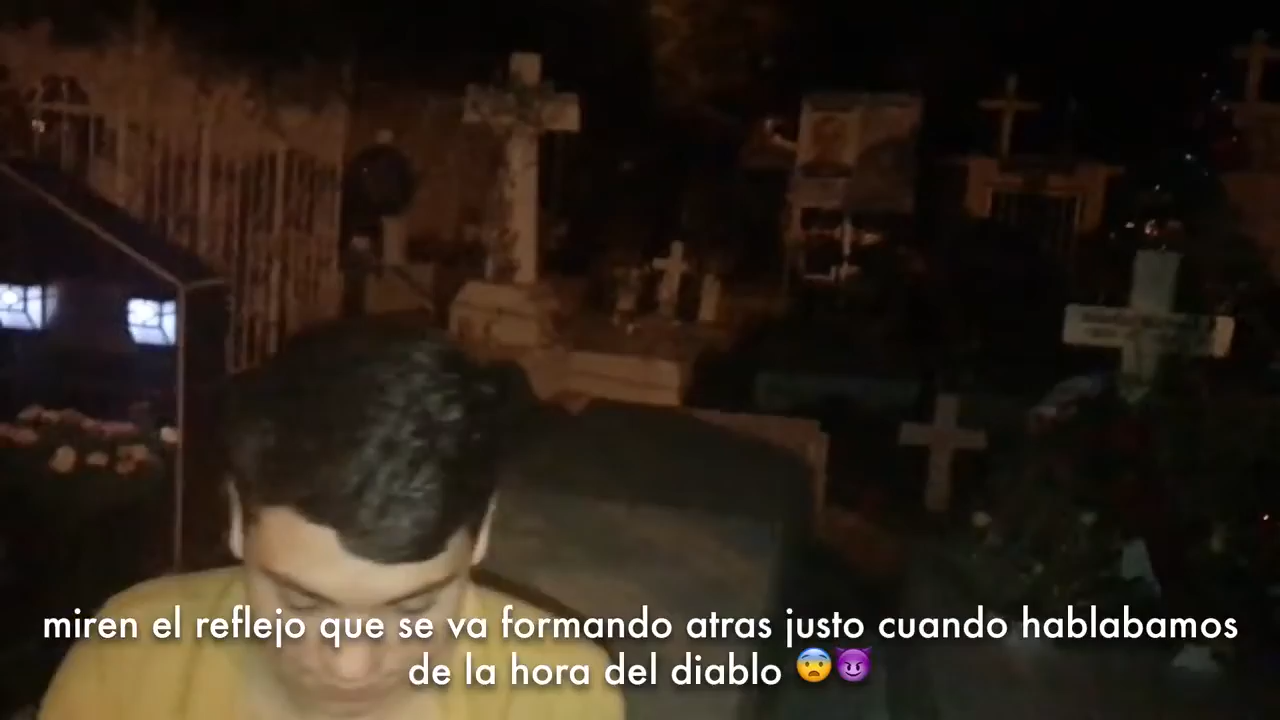 miren el reflejo que se va formando atras justo cuando hablabamos
de la hora del diablo 😨😈